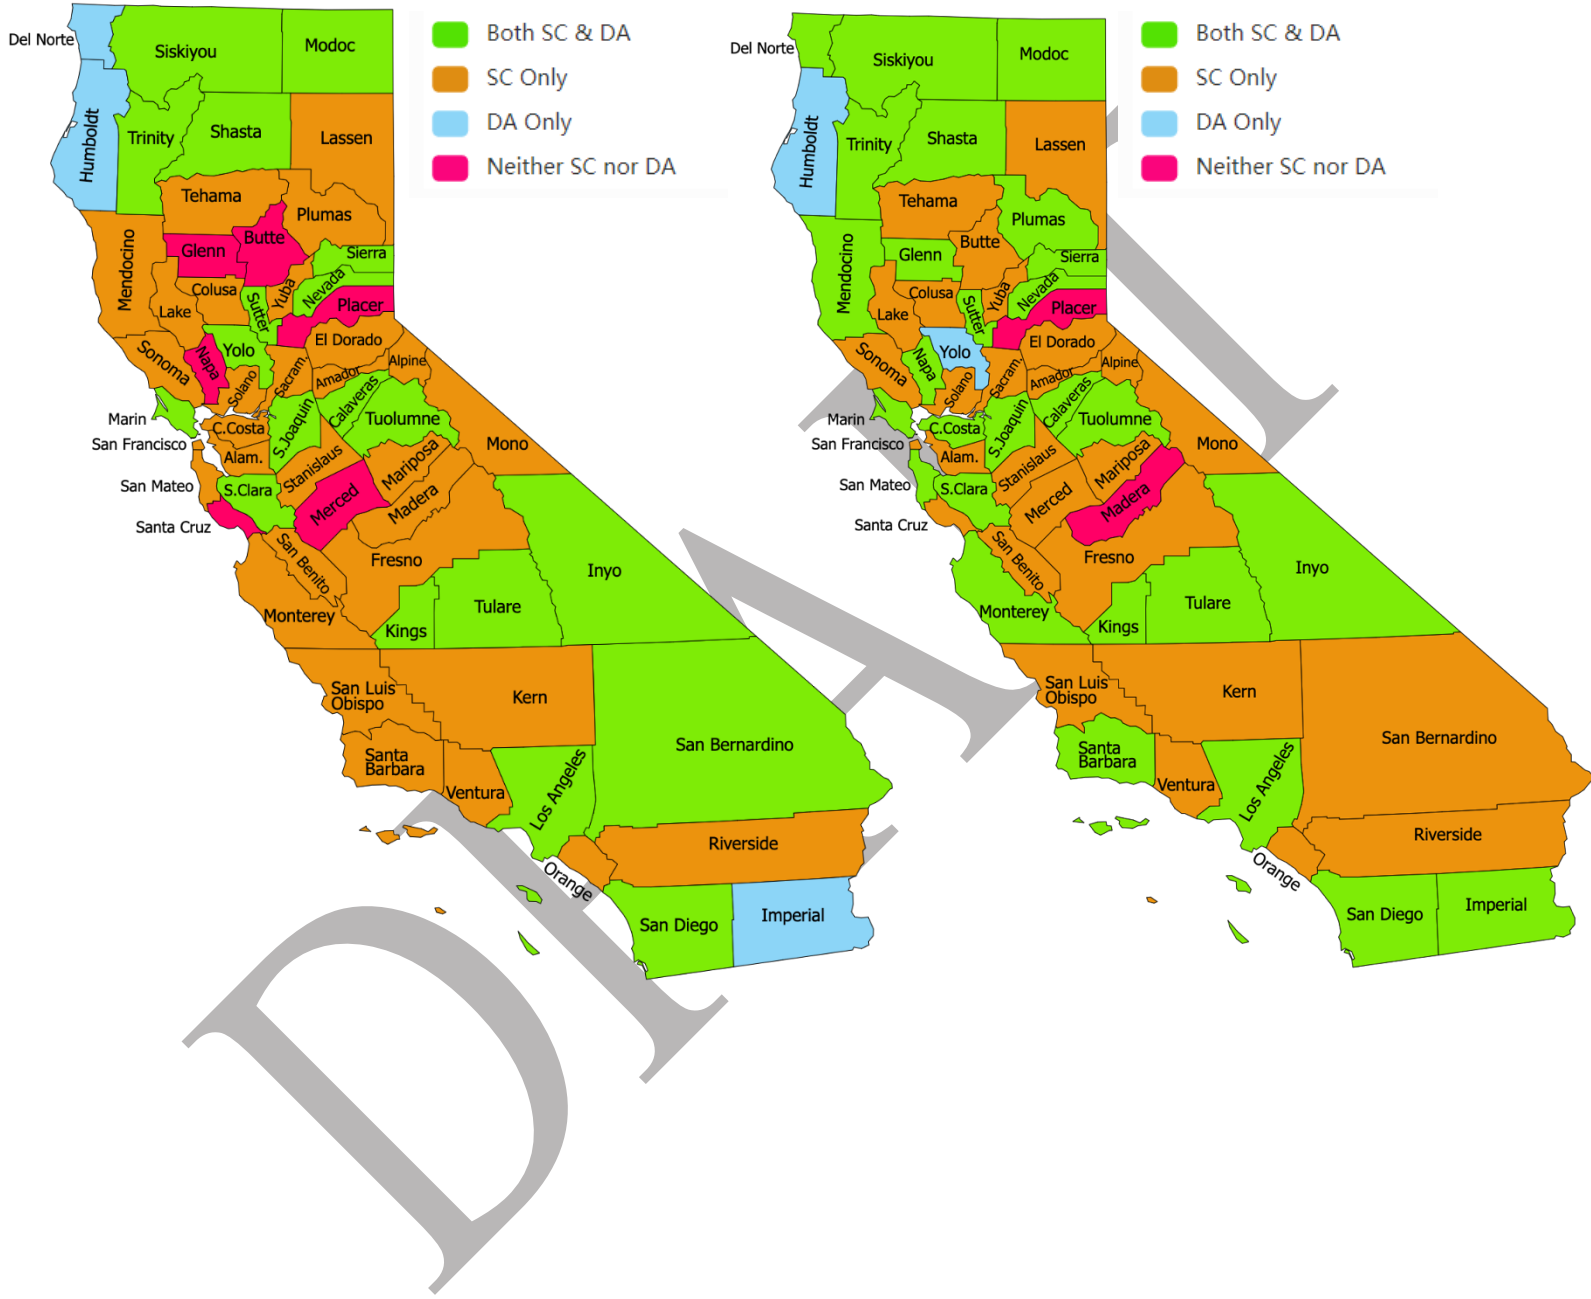 Both SC & DA
SC Only
DA Only
Neither SC nor DA
Del Norte
Siskiyou
Modoc
Humboldt
Trinity
Shasta
Lassen
Tehama
Plumas
Mendocino
Glenn
Butte
Sierra
Colusa
Lake
Sutter
Yuba
Nevada
Placer
Sonoma
Napa
Yolo
Solano
Sacram.
El Dorado
Amador
Alpine
Calaveras
Tuolumne
Marin
San Francisco
C.Costa
Alam.
S.Joaquin
Stanislaus
Mono
San Mateo
S.Clara
Merced
Mariposa
Madera
Santa Cruz
San Benito
Fresno
Inyo
Monterey
Kings
Tulare
San Luis
Obispo
Kern
Santa
Barbara
Ventura
Los Angeles
San Bernardino
Orange
Riverside
San Diego
Imperial
Both SC & DA
SC Only
DA Only
Neither SC nor DA
Del Norte
Siskiyou
Modoc
Humboldt
Trinity
Shasta
Lassen
Tehama
Plumas
Mendocino
Glenn
Butte
Sierra
Colusa
Lake
Sutter
Yuba
Nevada
Placer
Sonoma
Napa
Yolo
Solano
Sacram.
El Dorado
Amador
Alpine
Calaveras
Tuolumne
Marin
San Francisco
C.Costa
Alam.
S.Joaquin
Stanislaus
Mono
San Mateo
S.Clara
Merced
Mariposa
Madera
Santa Cruz
San Benito
Fresno
Inyo
Monterey
Kings
Tulare
San Luis
Obispo
Kern
Santa
Barbara
Ventura
Los Angeles
San Bernardino
Orange
Riverside
San Diego
Imperial